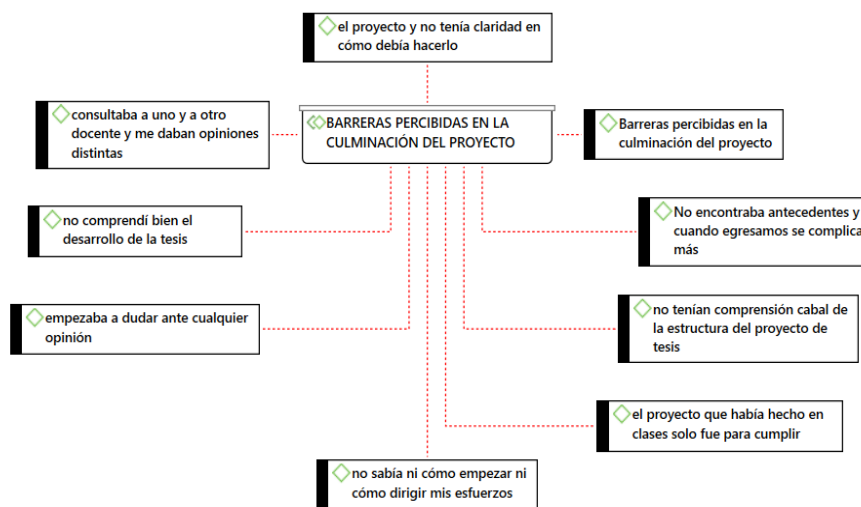 el proyecto y no tenía claridad en
cómo debía hacerlo
consultaba a uno y a otro
docente y me daban opiniones
distintas
BARRERAS PERCIBIDAS EN LA
CULMINACIÓN DEL PROYECTO
Barreras percibidas en la
culminación del proyecto
no comprendí bien el
desarrollo de la tesis
No encontraba antecedentes y
cuando egresamos se complica
más
empezaba a dudar ante cualquier
opinión
no tenían comprensión cabal de
la estructura del proyecto de
tesis
el proyecto que había hecho en
clases solo fue para cumplir
no sabía ni cómo empezar ni
cómo dirigir mis esfuerzos